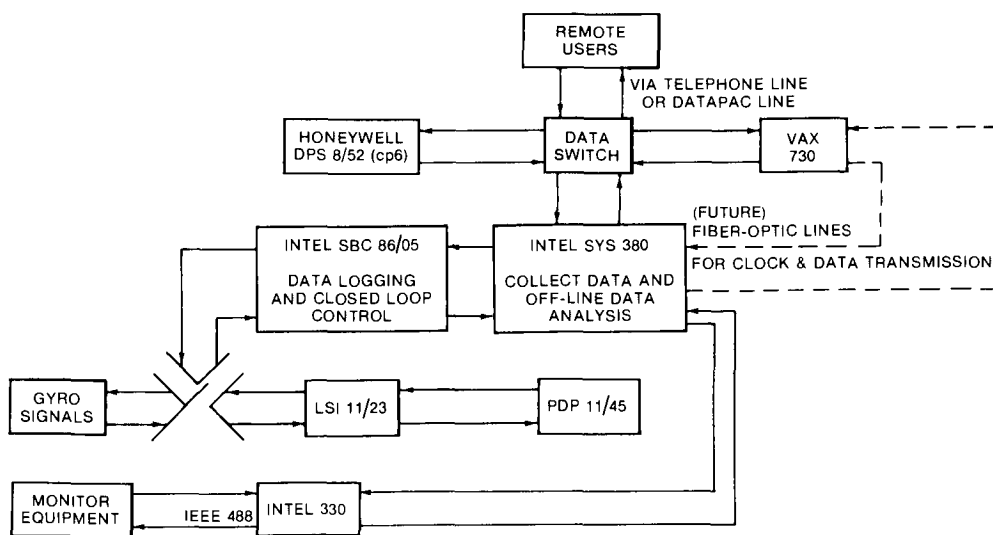 REMOTE
USERS
VIA TELEPHONE LINE
OR DATAPAC LINE
HONEYWELL
DPS 8/52 (cp6)
DATA
SWITCH
VAX
730
(FUTURE)
FIBER-OPTIC LINES
FOR CLOCK & DATA TRANSMISSION
INTEL SBC 86/05
DATA LOGGING
AND CLOSED LOOP
CONTROL
INTEL SYS 380
COLLECT DATA AND
OFF-LINE DATA
ANALYSIS
GYRO
SIGNALS
LSI 11/23
PDP 11/45
MONITOR
EQUIPMENT
IEEE 488
INTEL 330